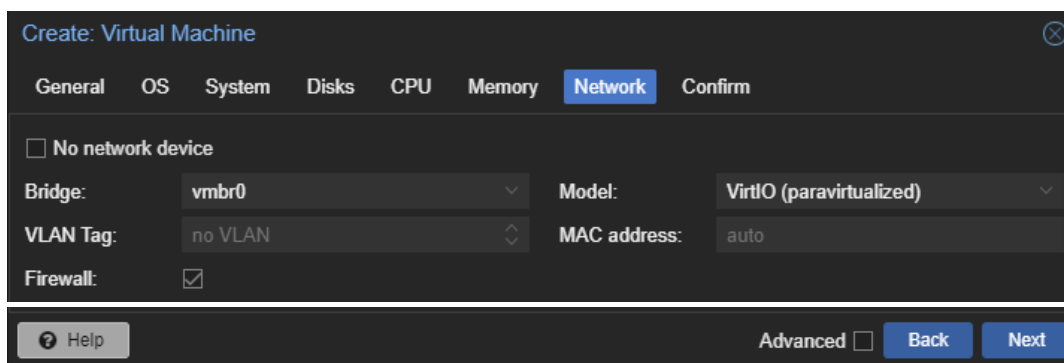 Create: Virtual Machine
General OS System Disks CPU Memory Network Confirm
No network device
Bridge: vmbr0 Model: VirtIO (paravirtualized)
VLAN Tag: no VLAN MAC address: auto
Firewall:
Help Advanced Back Next